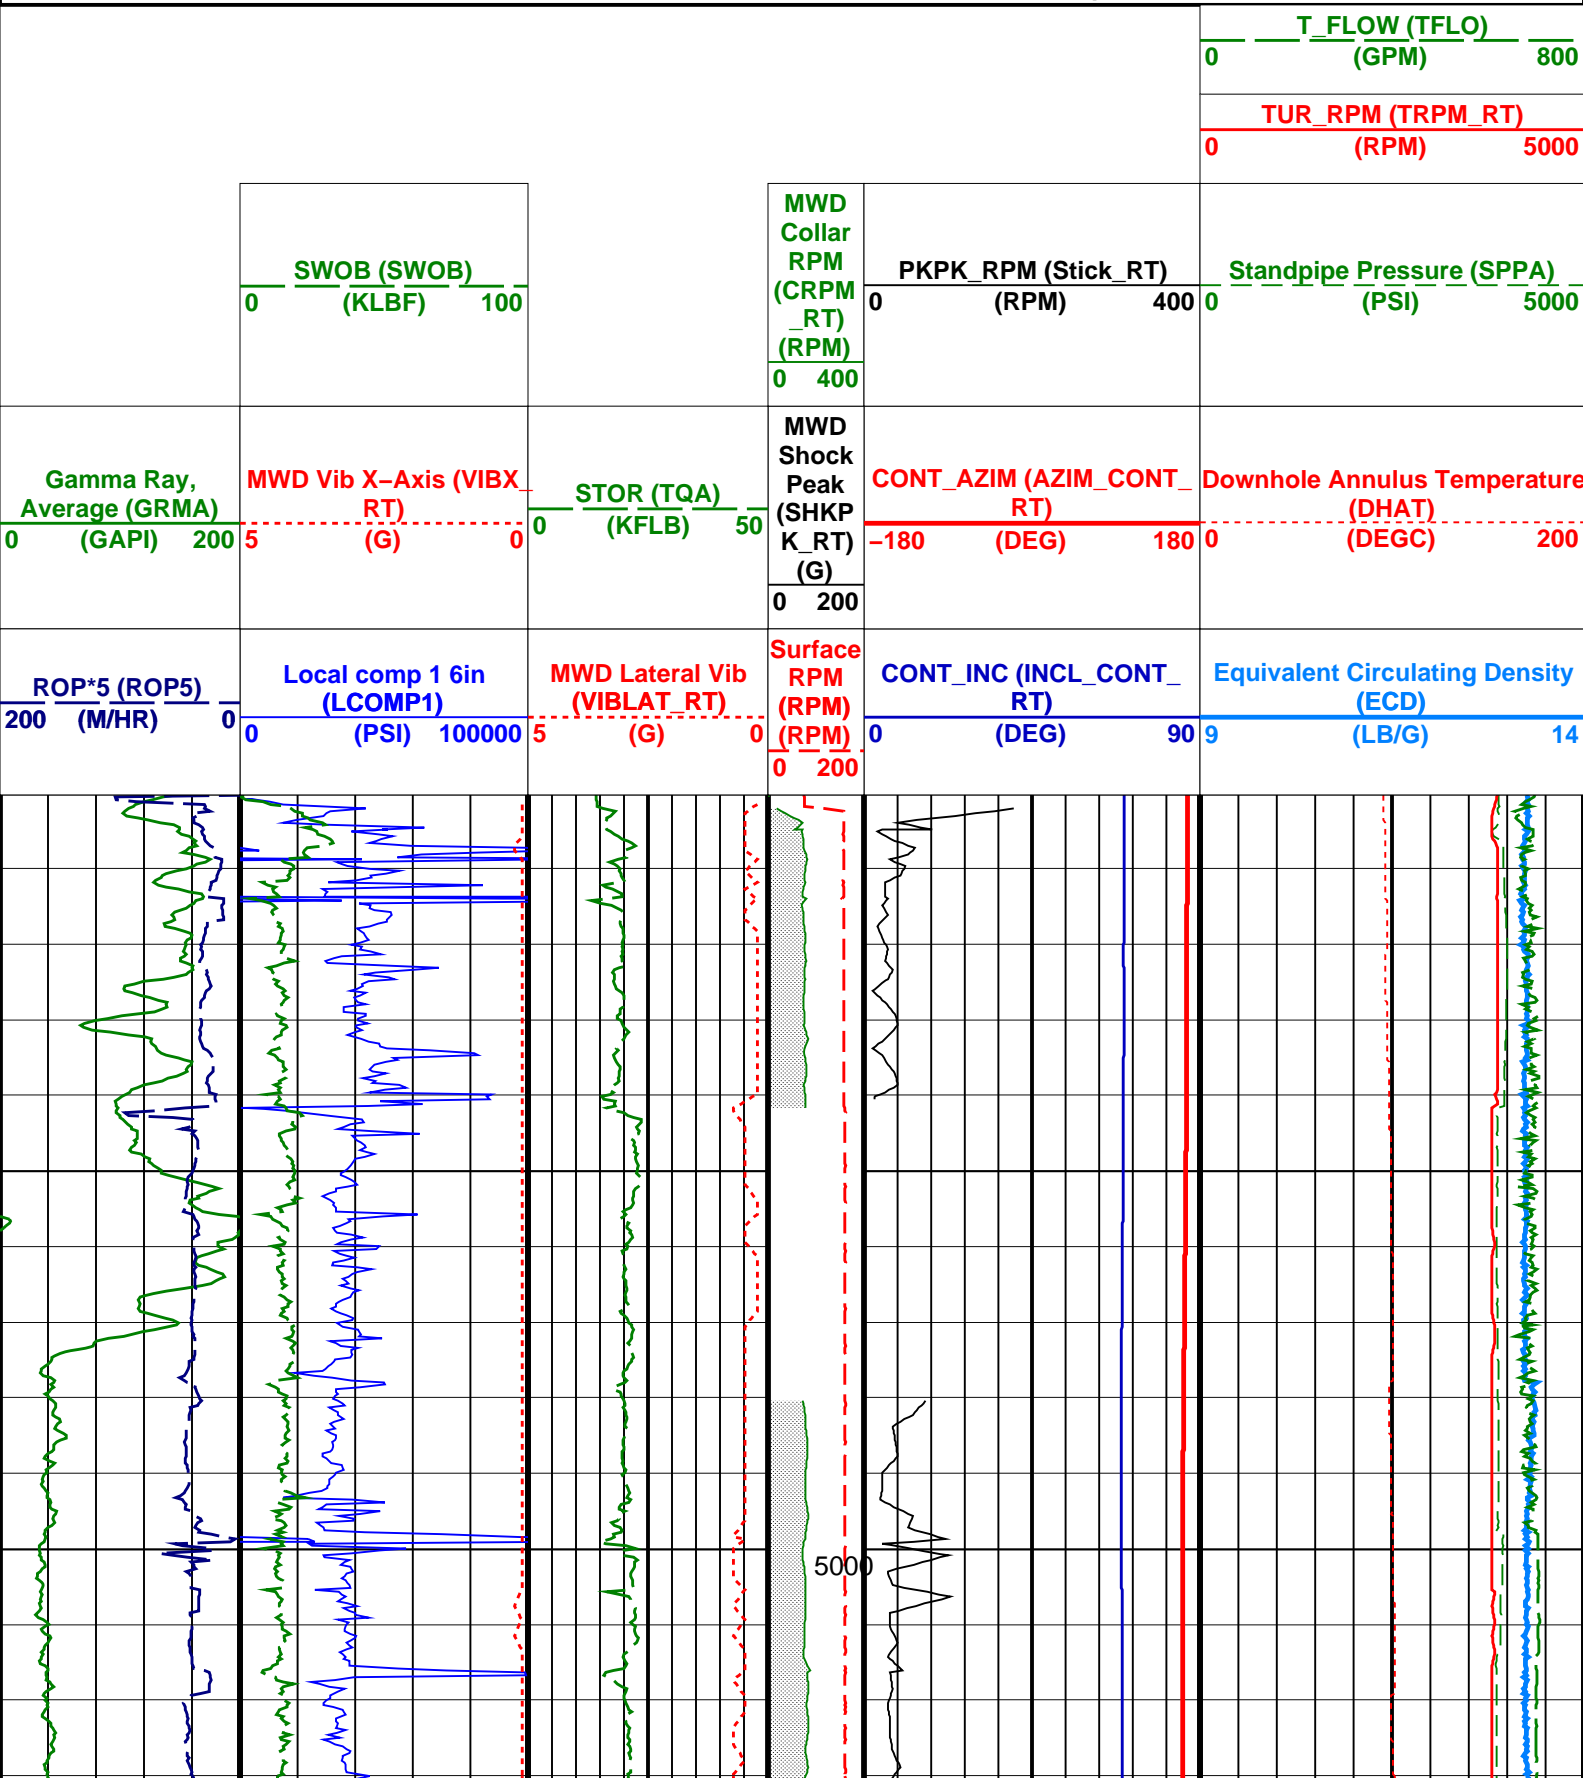 T_FLOW (TFLO)
0 (GPM) 800
TUR_RPM (TRPM_RT)
0 (RPM) 5000
SWOB (SWOB)
0 (KLBF) 100
MWD
Collar
RPM
(CRPM
_RT)
(RPM)
0 400
PKPK_RPM (Stick_RT)
0 (RPM) 400
Standpipe Pressure (SPPA)
0 (PSI) 5000
Gamma Ray,
Average (GRMA)
0 (GAPI) 200
MWD Vib X−Axis (VIBX_
RT)
5 (G) 0
STOR (TQA)
0 (KFLB) 50
MWD
Shock
Peak
(SHKP
K_RT)
(G)
0 200
CONT_AZIM (AZIM_CONT_
RT)
−180 (DEG) 180
Downhole Annulus Temperature
(DHAT)
0 (DEGC) 200
ROP*5 (ROP5)
200 (M/HR) 0
Local comp 1 6in
(LCOMP1)
0 (PSI) 100000
MWD Lateral Vib
(VIBLAT_RT)
5 (G) 0
Surface
RPM
(RPM)
(RPM)
0 200
CONT_INC (INCL_CONT_
RT)
0 (DEG) 90
Equivalent Circulating Density
(ECD)
9 (LB/G) 14
5000